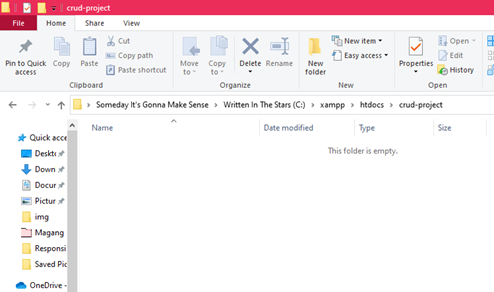 crud-project
File Home Share View
Pin to Quick access
Copy
Paste
Cut
Copy path
Paste shortcut
Clipboard
Move to
Copy to
Delete
Rename
Organize
New folder
New item
Easy access
New
Properties
Open
Edit
History
Open
Someday It's Gonna Make Sense > Written In The Stars (C:) > xampp > htdocs > crud-project
Name Date modified Type Size
This folder is empty.
Quick acce
Deskto
Down
Docur
Pictur
img
Magang
Responsi
Saved Pic
OneDrive -